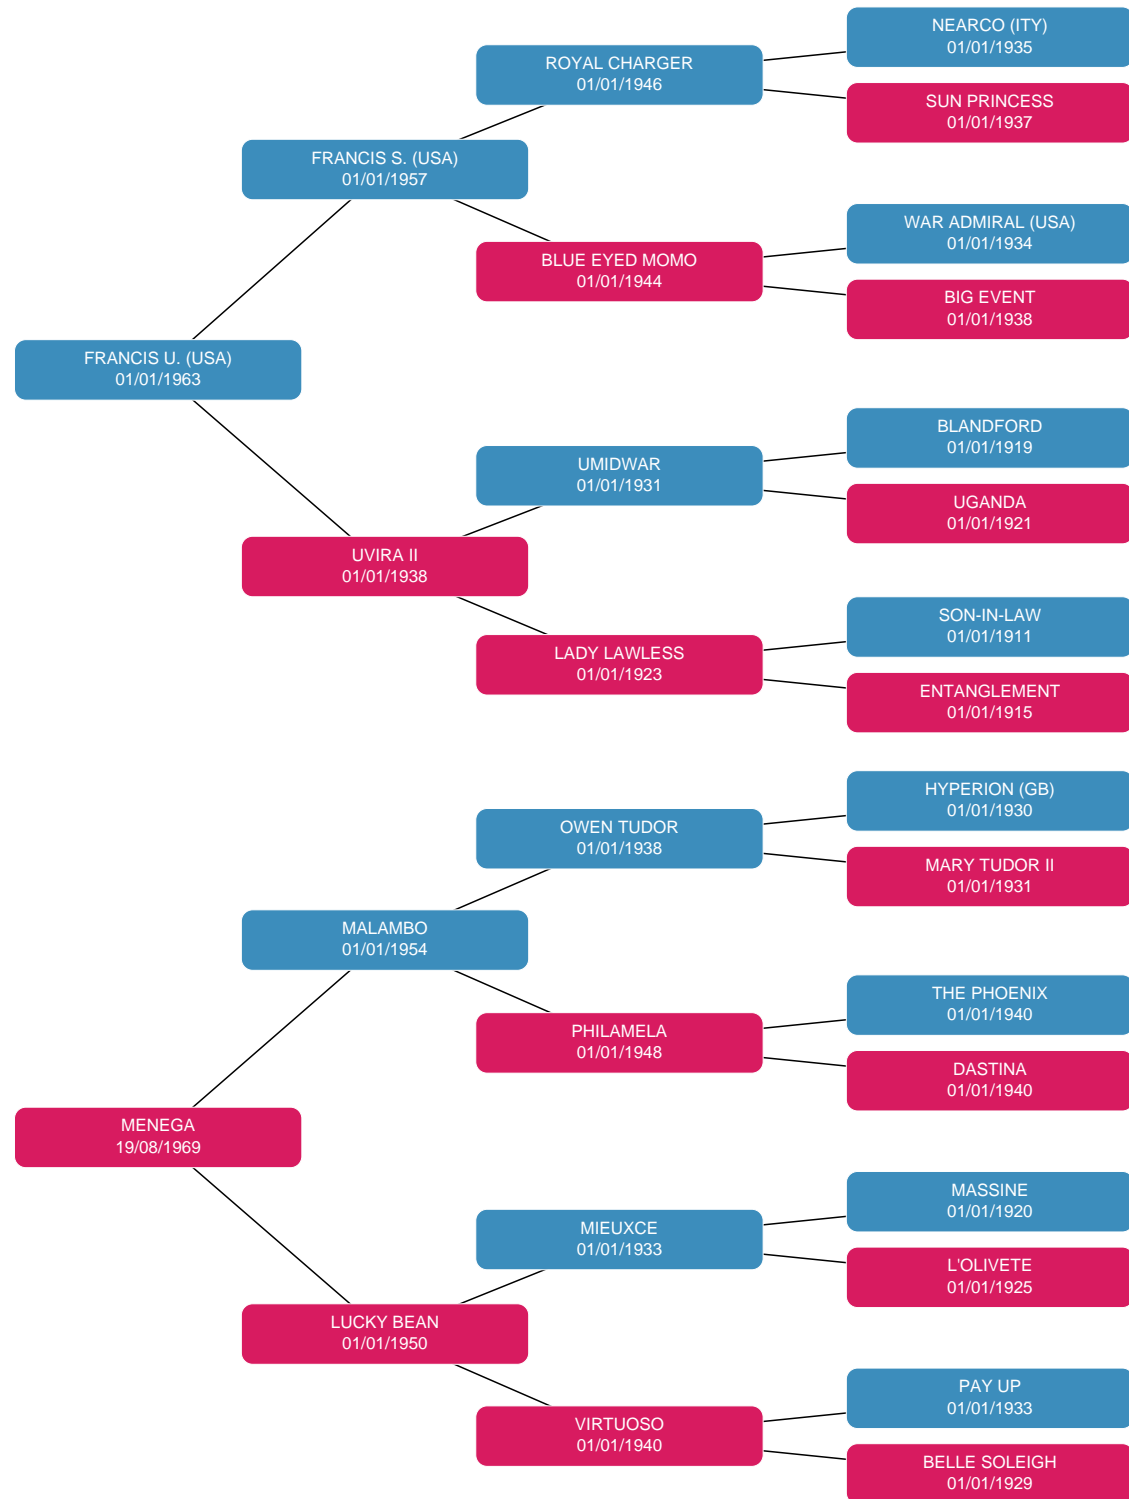 NEARCO (ITY)
01/01/1935
ROYAL CHARGER
01/01/1946
SUN PRINCESS
01/01/1937
FRANCIS S. (USA)
01/01/1957
WAR ADMIRAL (USA)
01/01/1934
BLUE EYED MOMO
01/01/1944
BIG EVENT
01/01/1938
FRANCIS U. (USA)
01/01/1963
BLANDFORD
01/01/1919
UMIDWAR
01/01/1931
UGANDA
01/01/1921
UVIRA II
01/01/1938
SON-IN-LAW
01/01/1911
LADY LAWLESS
01/01/1923
ENTANGLEMENT
01/01/1915
HYPERION (GB)
01/01/1930
OWEN TUDOR
01/01/1938
MARY TUDOR II
01/01/1931
MALAMBO
01/01/1954
THE PHOENIX
01/01/1940
PHILAMELA
01/01/1948
DASTINA
01/01/1940
MENEGA
19/08/1969
MASSINE
01/01/1920
MIEUXCE
01/01/1933
L'OLIVETE
01/01/1925
LUCKY BEAN
01/01/1950
PAY UP
01/01/1933
VIRTUOSO
01/01/1940
BELLE SOLEIGH
01/01/1929